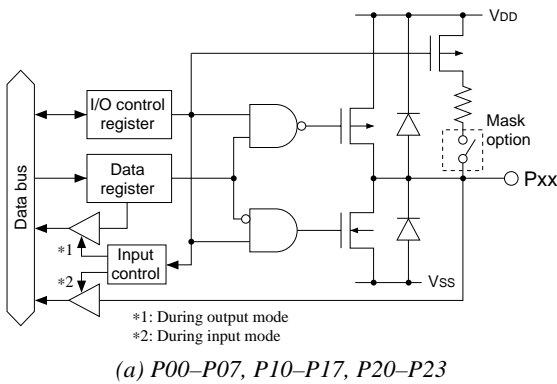 VDD
I/O control
register
Mask
option
Data
register
Pxx
Data bus
*1
Input
control
*2
VSS
*1: During output mode
*2: During input mode
(a) P00–P07, P10–P17, P20–P23